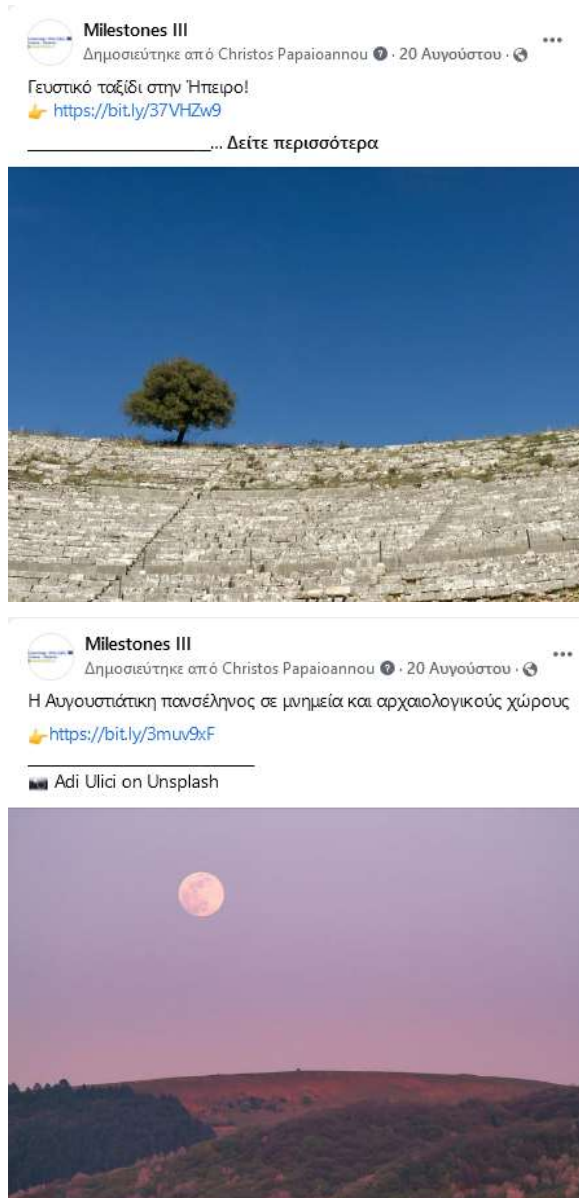 Milestones III
Δημοσιεύτηκε από Christos Papaioannou · 20 Αυγούστου ·
Γευστικό ταξίδι στην Ήπειρο!
👉 https://bit.ly/37VHZw9
_______________________... Δείτε περισσότερα
Milestones III
Δημοσιεύτηκε από Christos Papaioannou · 20 Αυγούστου ·
Η Αυγουστιάτικη πανσέληνος σε μνημεία και αρχαιολογικούς χώρους
👉https://bit.ly/3muv9xF
_______________________
📷 Adi Ulici on Unsplash